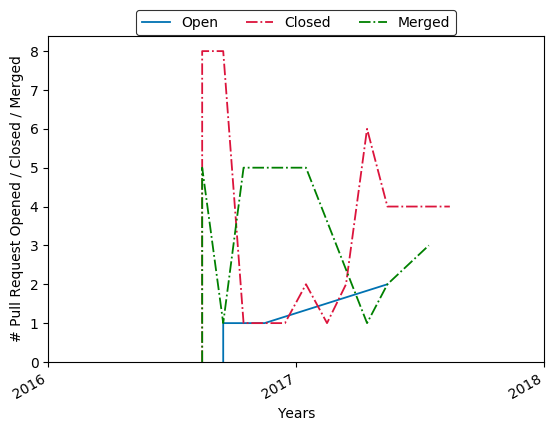 Open Closed Merged
# Pull Request Opened / Closed / Merged
8
7
6
5
4
3
2
1
0
2016 2017 2018
Years